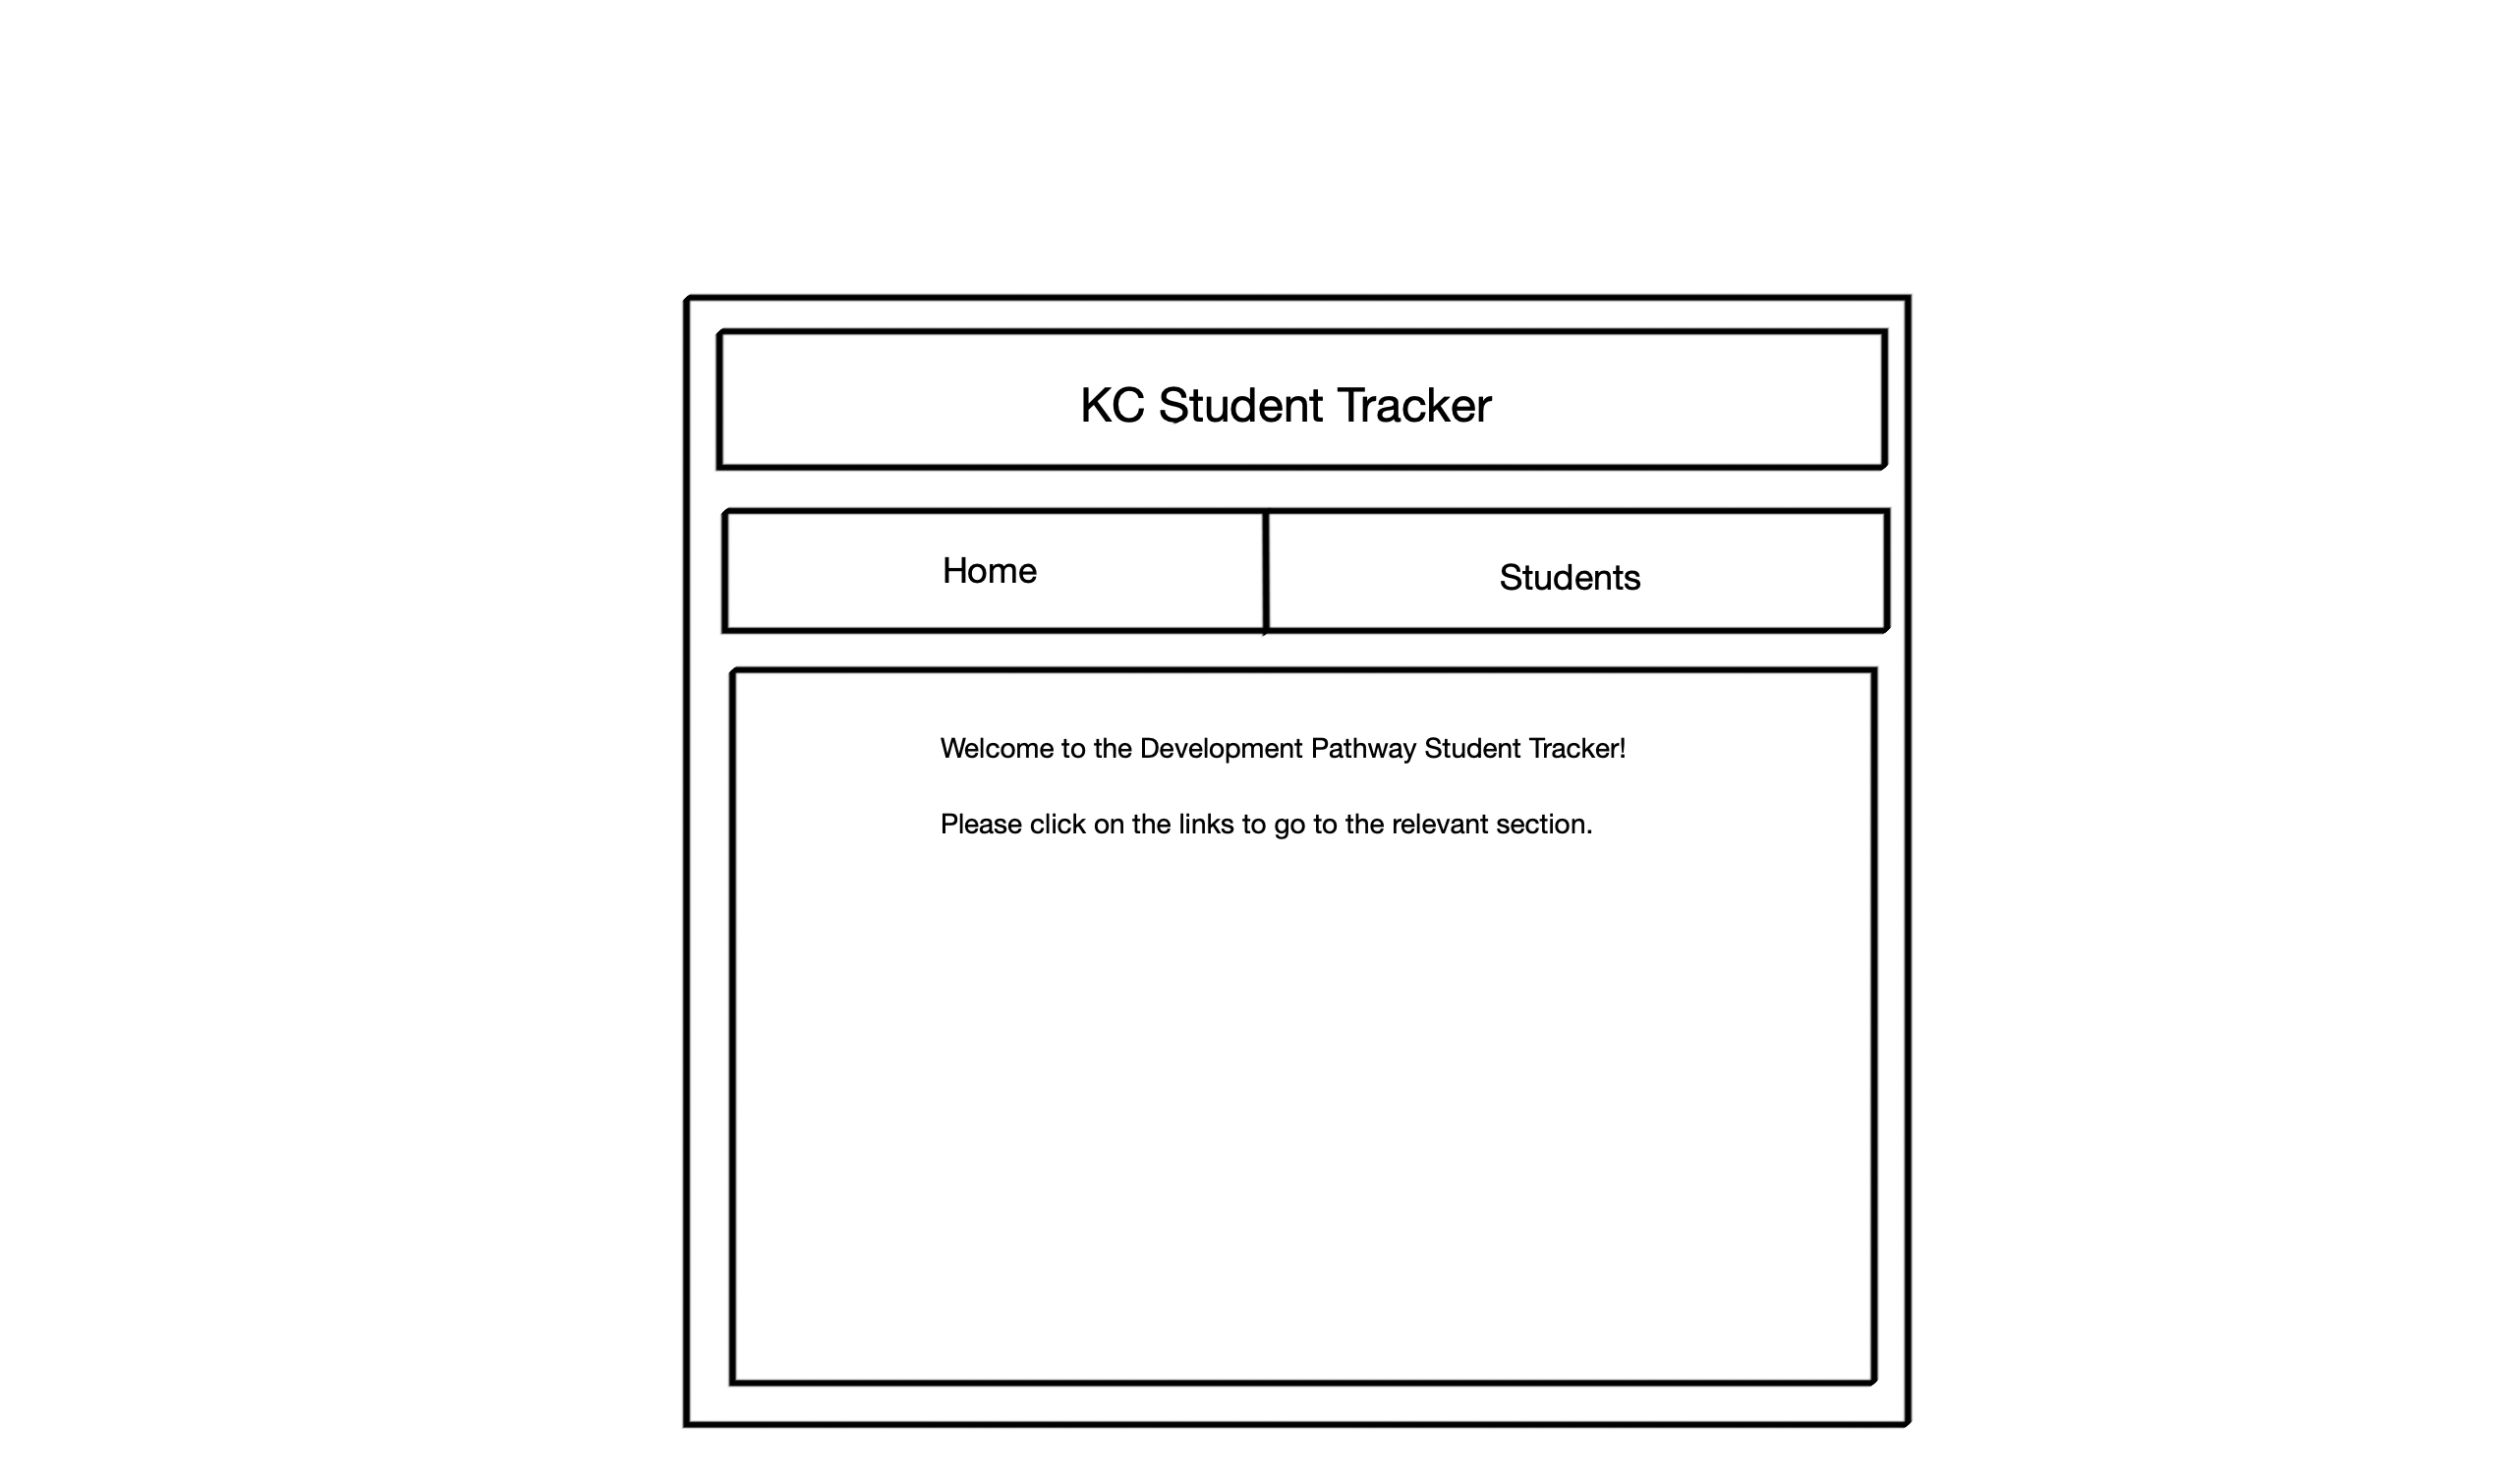 KC Student Tracker
Home
Students
Welcome to the Development Pathway Student Tracker!
Please click on the links to go to the relevant section.